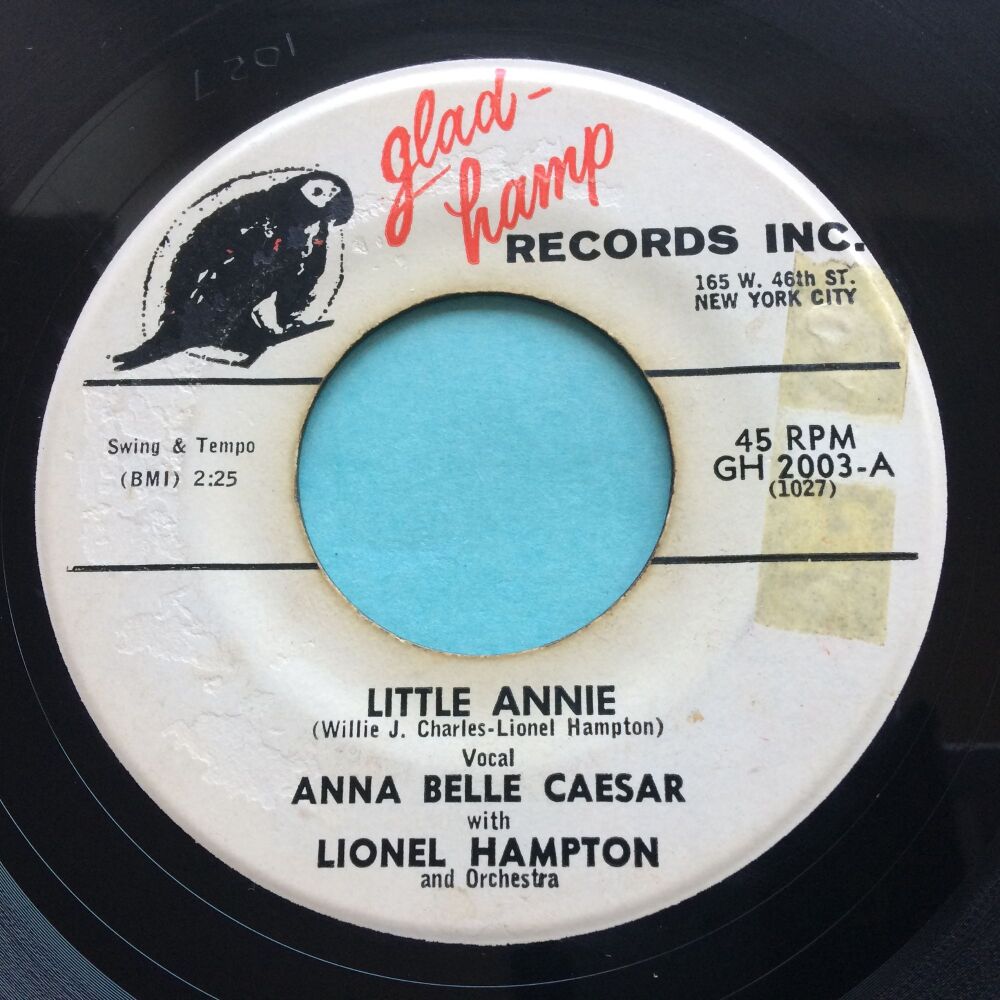 1027
glad-
hamp
RECORDS INC.
165 W. 46th ST.
NEW YORK CITY
Swing & Tempo
(BMI) 2:25
45 RPM
GH 2003-A
(1027)
LITTLE ANNIE
(Willie J. Charles-Lionel Hampton)
Vocal
ANNA BELLE CAESAR
with
LIONEL HAMPTON
and Orchestra